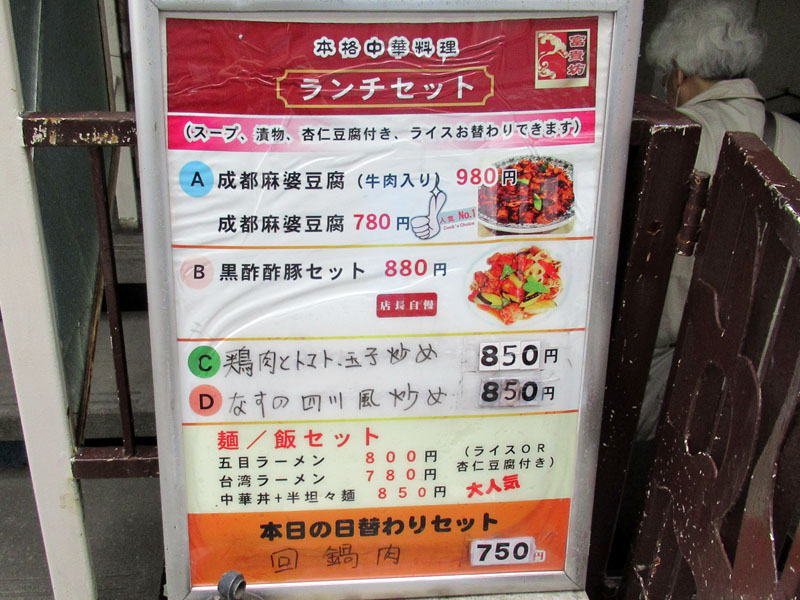 本格中華料理
富貴坊
ランチセット
(スープ、漬物、杏仁豆腐付き、ライスお替わりできます)
A 成都麻婆豆腐(牛肉入り) 980円
成都麻婆豆腐 780円
人気 No.1
Cook's Choice
B 黒酢酢豚セット 880円
店長自慢
C 鶏肉とトマト、玉子炒め 850円
D なすの四川風炒め 850円
麺/飯セット
五目ラーメン 800円 (ライスOR
台湾ラーメン 780円 杏仁豆腐付き)
中華丼+半坦々麺 850円 大人気
本日の日替わりセット
回鍋肉 750円